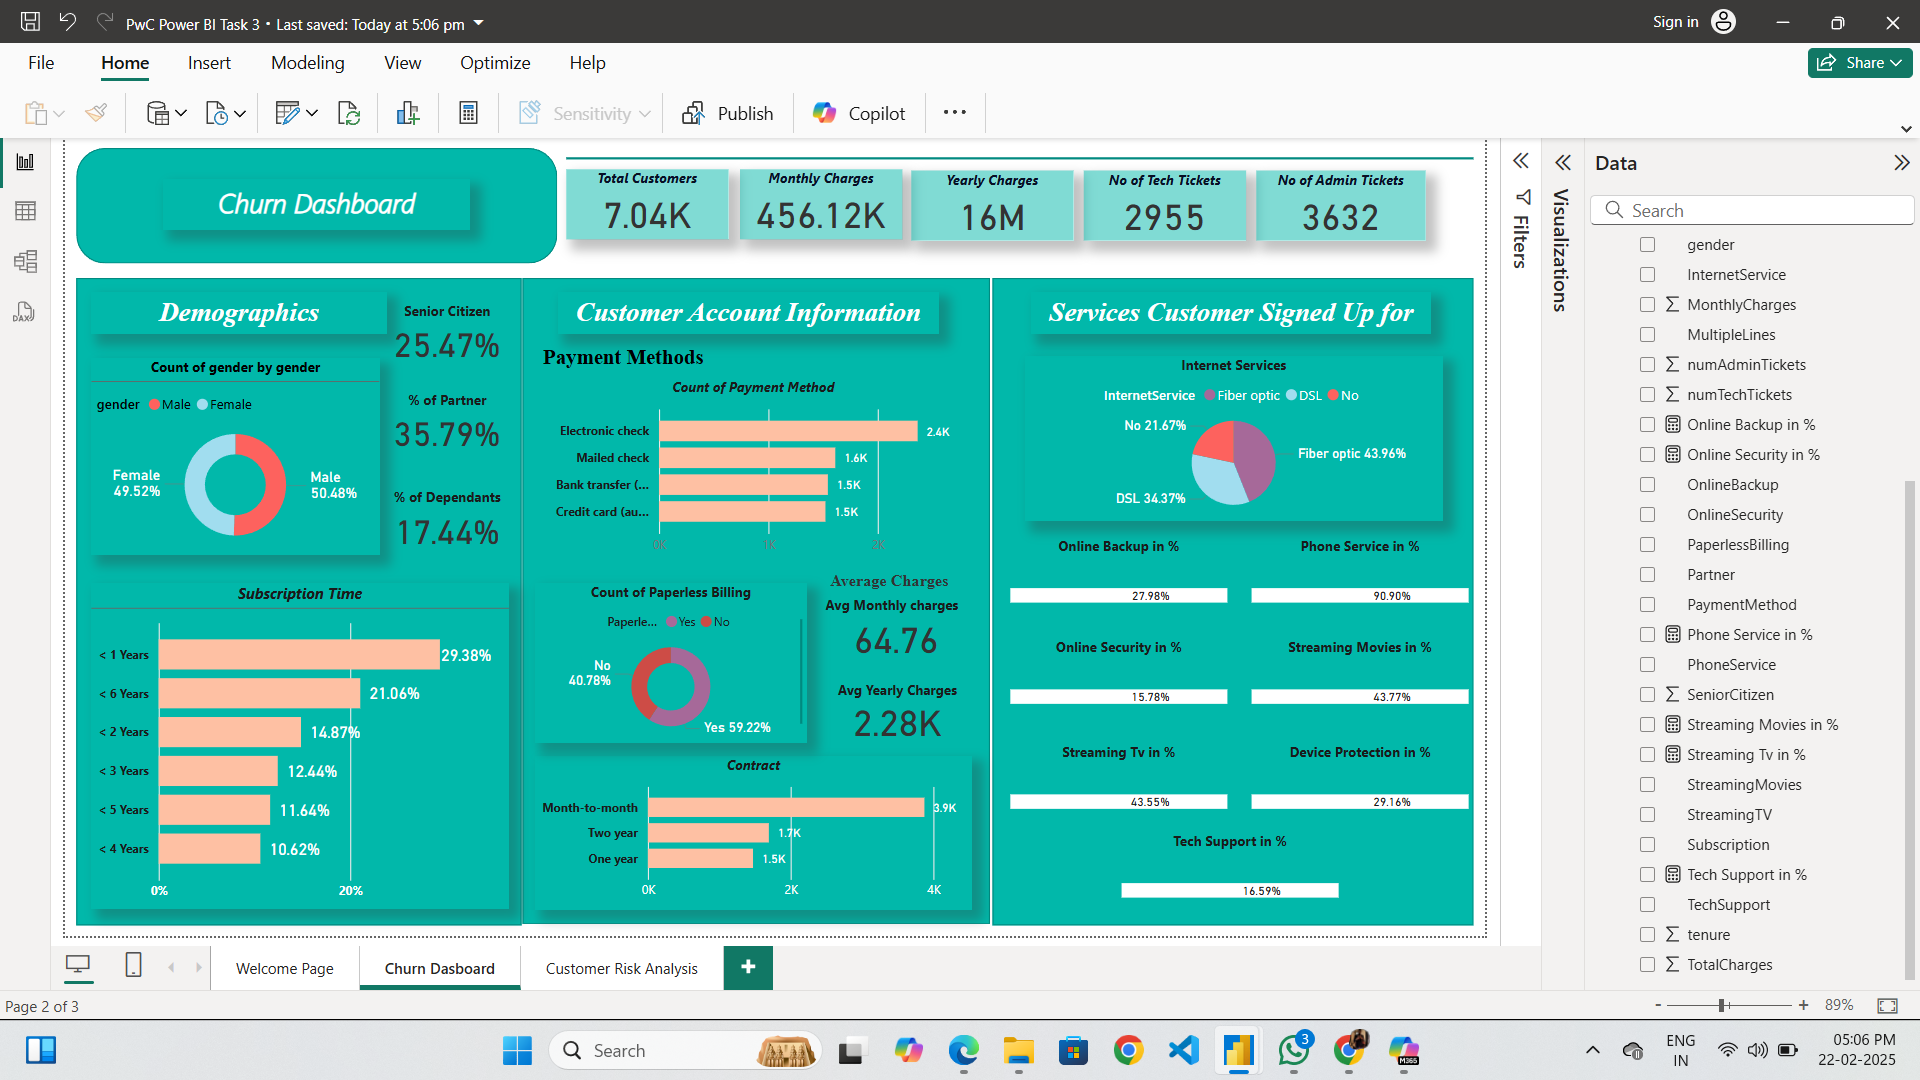 PwC Power BI Task 3 • Last saved: Today at 5:06 pm
Sign in
File Home Insert Modeling View Optimize Help
Share
Sensitivity
Publish
Copilot
Churn Dashboard
Total Customers
7.04K
Monthly Charges
456.12K
Yearly Charges
16M
No of Tech Tickets
2955
No of Admin Tickets
3632
Demographics
Senior Citizen
25.47%
Count of gender by gender
gender Male Female
Female
49.52%
Male
50.48%
% of Partner
35.79%
% of Dependants
17.44%
Subscription Time
< 1 Years 29.38%
< 6 Years 21.06%
< 2 Years 14.87%
< 3 Years 12.44%
< 5 Years 11.64%
< 4 Years 10.62%
0% 20%
Customer Account Information
Payment Methods
Count of Payment Method
Electronic check 2.4K
Mailed check 1.6K
Bank transfer (... 1.5K
Credit card (au... 1.5K
0K 1K 2K
Count of Paperless Billing
Paperle... Yes No
No
40.78%
Yes 59.22%
Average Charges
Avg Monthly charges
64.76
Avg Yearly Charges
2.28K
Contract
Month-to-month 3.9K
Two year 1.7K
One year 1.5K
0K 2K 4K
Services Customer Signed Up for
Internet Services
InternetService Fiber optic DSL No
No 21.67%
Fiber optic 43.96%
DSL 34.37%
Online Backup in %
27.98%
Phone Service in %
90.90%
Online Security in %
15.78%
Streaming Movies in %
43.77%
Streaming Tv in %
43.55%
Device Protection in %
29.16%
Tech Support in %
16.59%
Filters
Visualizations
Data
Search
gender
InternetService
MonthlyCharges
MultipleLines
numAdminTickets
numTechTickets
Online Backup in %
Online Security in %
OnlineBackup
OnlineSecurity
PaperlessBilling
Partner
PaymentMethod
Phone Service in %
PhoneService
SeniorCitizen
Streaming Movies in %
Streaming Tv in %
StreamingMovies
StreamingTV
Subscription
Tech Support in %
TechSupport
tenure
TotalCharges
Welcome Page
Churn Dasboard
Customer Risk Analysis
Page 2 of 3
- + 89%
Search
3
M365
ENG
IN
05:06 PM
22-02-2025